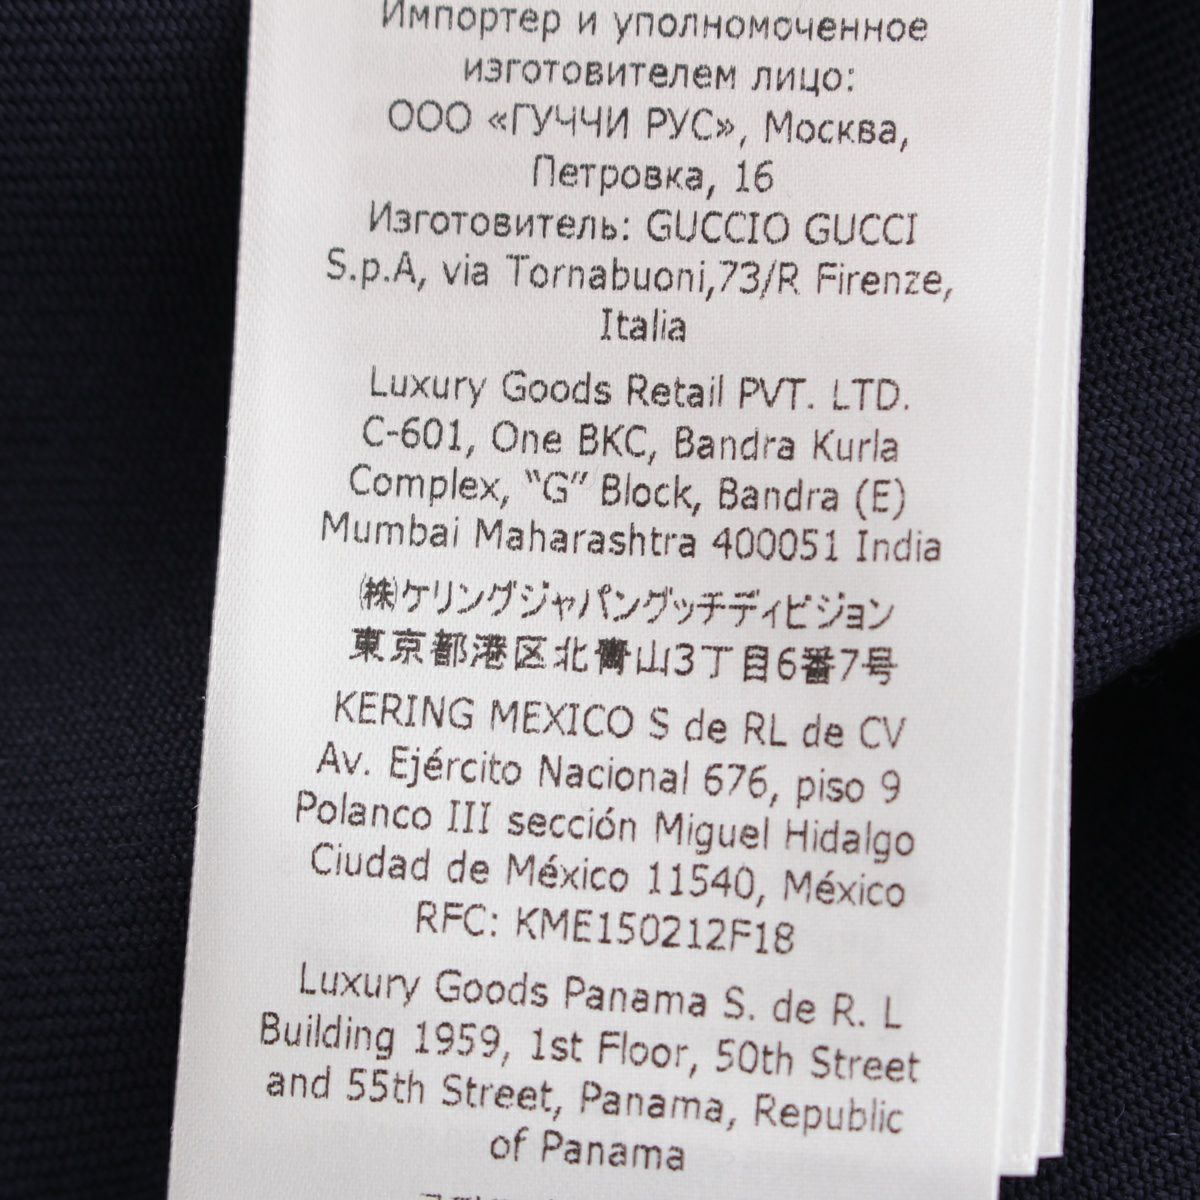 Импортер и уполномоченное
изготовителем лицо:
ООО «ГУЧЧИ РУС», Москва,
Петровка, 16
Изготовитель: GUCCIO GUCCI
S.p.A, via Tornabuoni,73/R Firenze,
Italia
Luxury Goods Retail PVT. LTD.
C-601, One BKC, Bandra Kurla
Complex, “G” Block, Bandra (E)
Mumbai Maharashtra 400051 India
㈱ケリングジャパングッチディビジョン
東京都港区北青山3丁目6番7号
KERING MEXICO S de RL de CV
Av. Ejército Nacional 676, piso 9
Polanco III sección Miguel Hidalgo
Ciudad de México 11540, México
RFC: KME150212F18
Luxury Goods Panama S. de R. L
Building 1959, 1st Floor, 50th Street
and 55th Street, Panama, Republic
of Panama